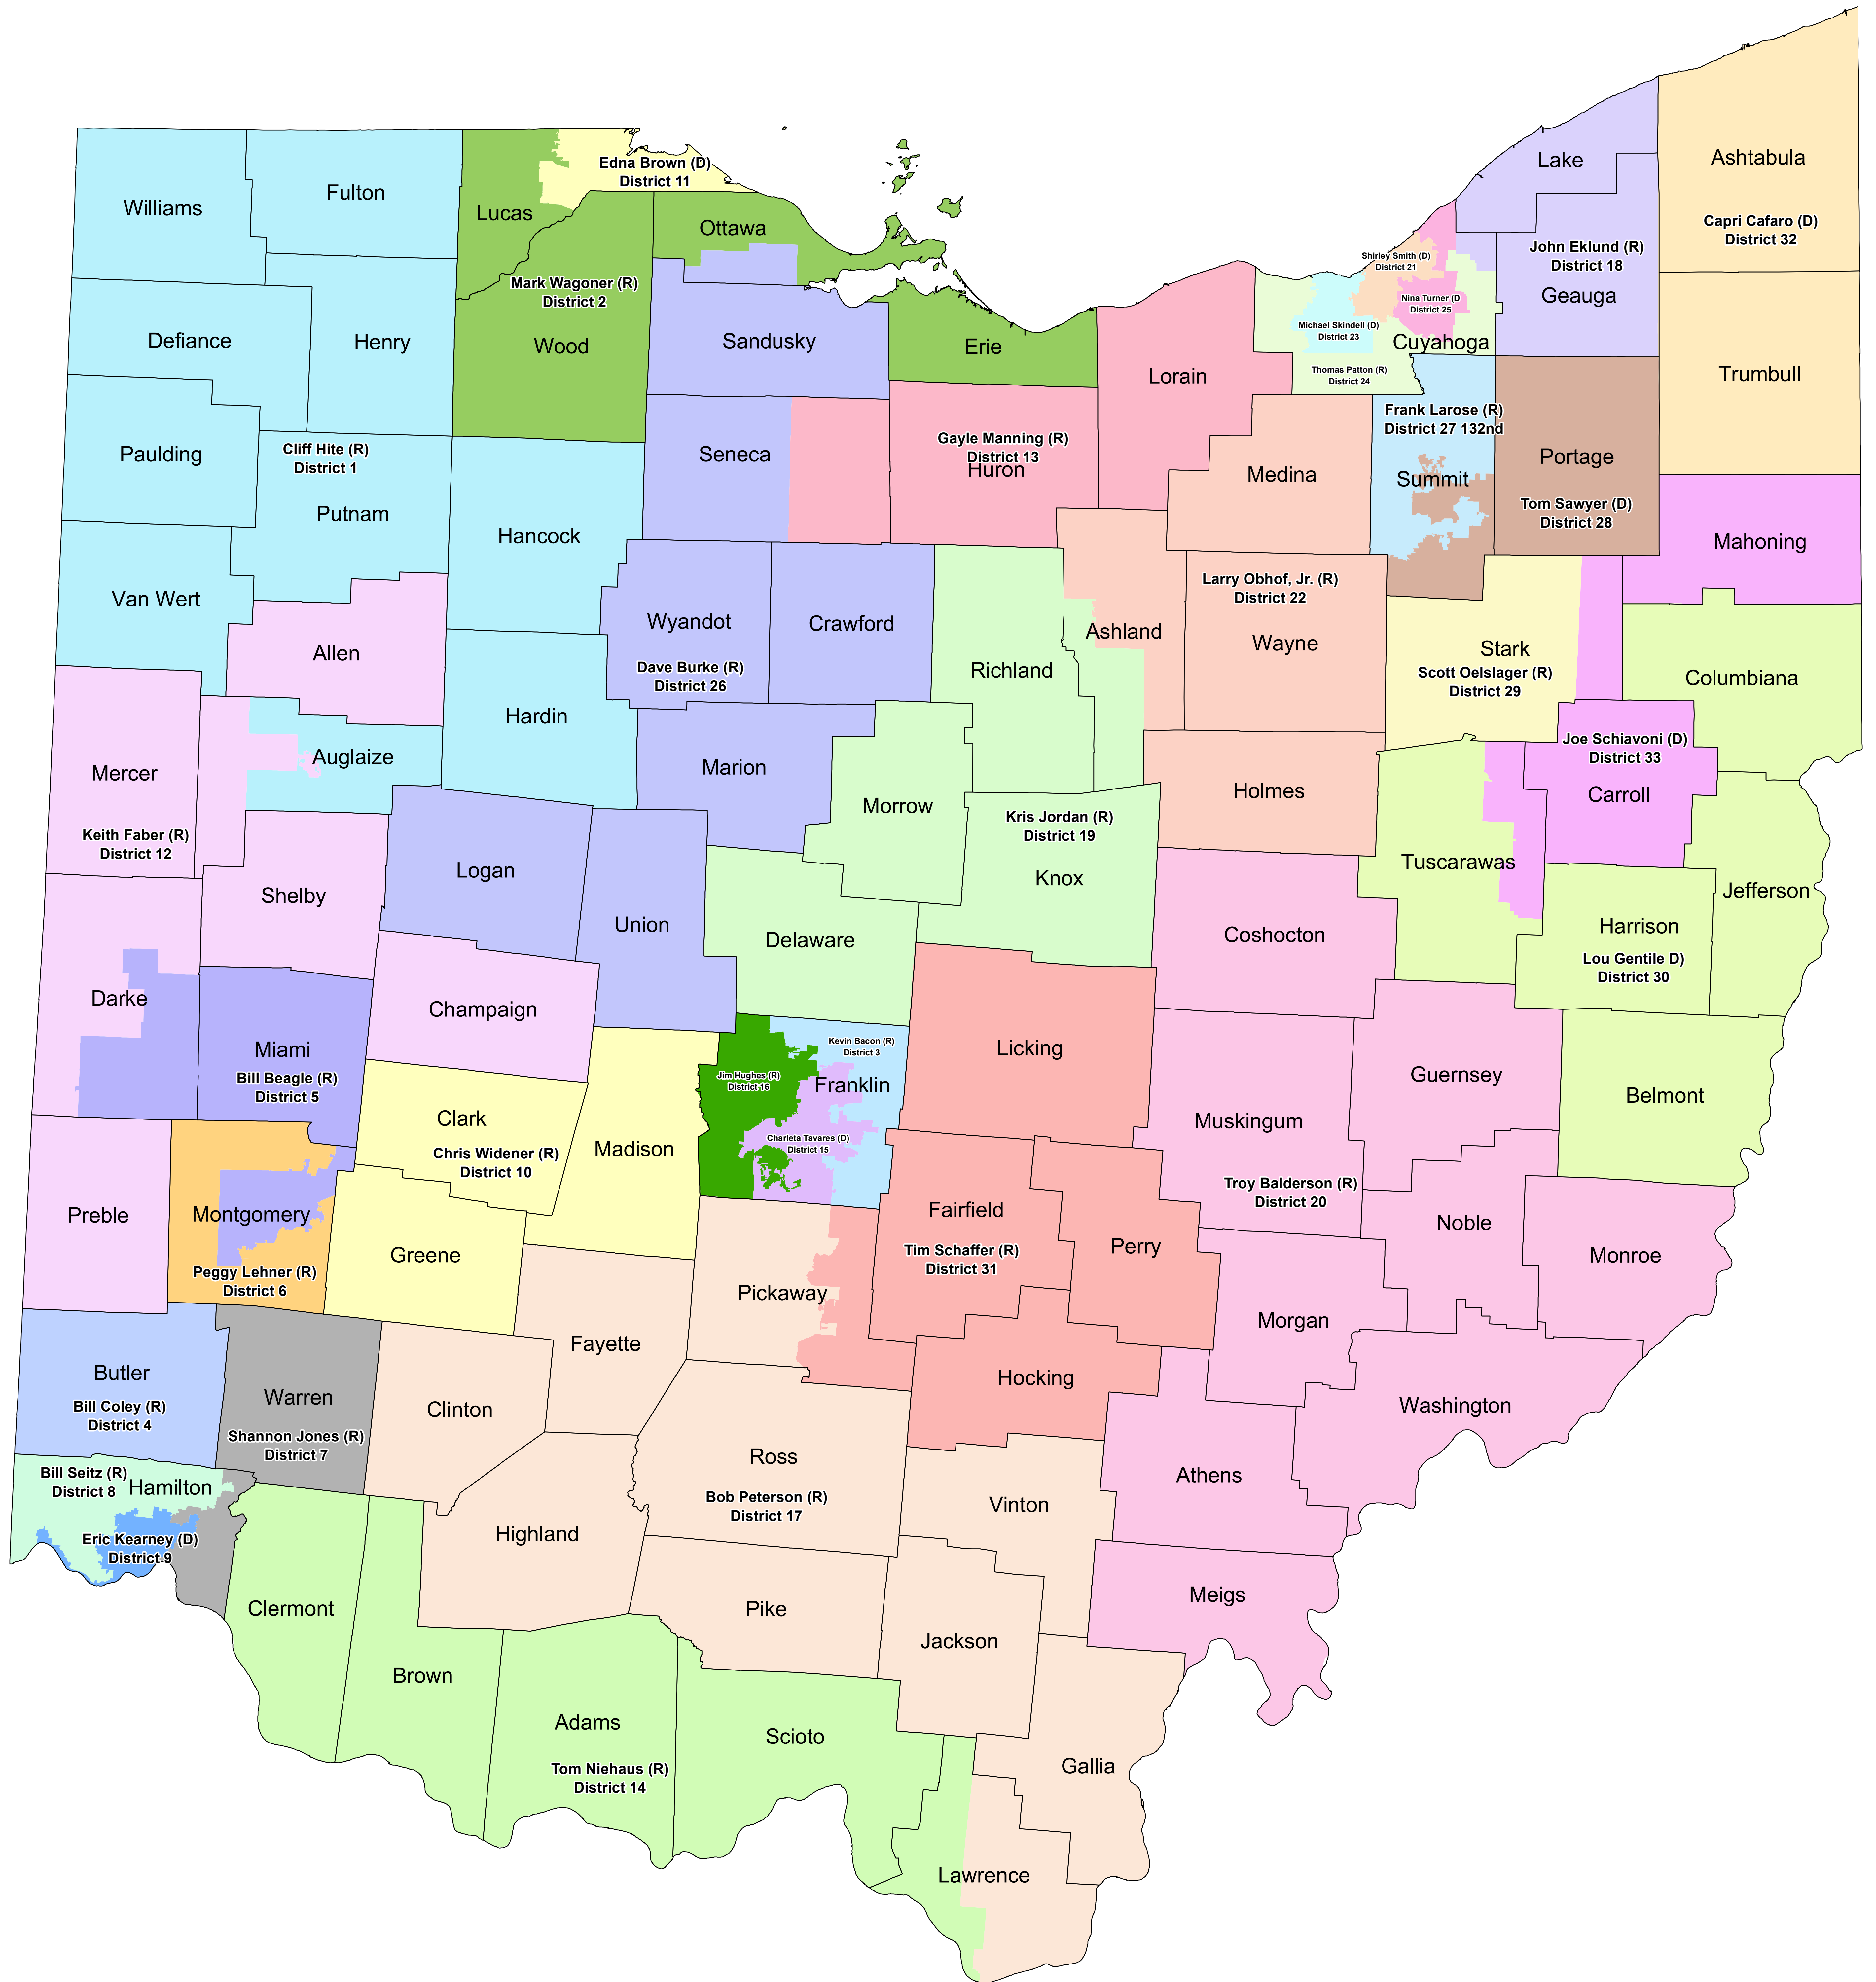 Ashtabula
Lake
Edna Brown (D)
District 11
Fulton
Williams
Lucas
Ottawa
Capri Cafaro (D)
District 32
John Eklund (R)
District 18
Shirley Smith (D)
District 21
Mark Wagoner (R)
District 2
Geauga
Nina Turner (D
District 25
Michael Skindell (D)
District 23
Defiance
Henry
Wood
Sandusky
Erie
Cuyahoga
Thomas Patton (R)
District 24
Lorain
Trumbull
Frank Larose (R)
District 27 132nd
Paulding
Cliff Hite (R)
District 1
Seneca
Gayle Manning (R)
District 13
Huron
Medina
Summit
Portage
Putnam
Tom Sawyer (D)
District 28
Hancock
Mahoning
Van Wert
Larry Obhof, Jr. (R)
District 22
Wyandot
Crawford
Ashland
Wayne
Allen
Richland
Stark
Scott Oelslager (R)
District 29
Columbiana
Dave Burke (R)
District 26
Hardin
Auglaize
Mercer
Marion
Joe Schiavoni (D)
District 33
Morrow
Holmes
Carroll
Keith Faber (R)
District 12
Kris Jordan (R)
District 19
Logan
Shelby
Knox
Tuscarawas
Jefferson
Union
Delaware
Coshocton
Harrison
Lou Gentile D)
District 30
Darke
Champaign
Miami
Bill Beagle (R)
District 5
Kevin Bacon (R)
District 3
Licking
Jim Hughes (R)
District 16
Franklin
Guernsey
Belmont
Clark
Chris Widener (R)
District 10
Madison
Charleta Tavares (D)
District 15
Muskingum
Troy Balderson (R)
District 20
Preble
Montgomery
Fairfield
Noble
Greene
Tim Schaffer (R)
District 31
Perry
Monroe
Peggy Lehner (R)
District 6
Pickaway
Morgan
Fayette
Butler
Bill Coley (R)
District 4
Warren
Shannon Jones (R)
District 7
Clinton
Hocking
Washington
Ross
Bob Peterson (R)
District 17
Athens
Bill Seitz (R)
District 8
Hamilton
Vinton
Eric Kearney (D)
District 9
Highland
Clermont
Pike
Meigs
Jackson
Brown
Adams
Scioto
Tom Niehaus (R)
District 14
Gallia
Lawrence